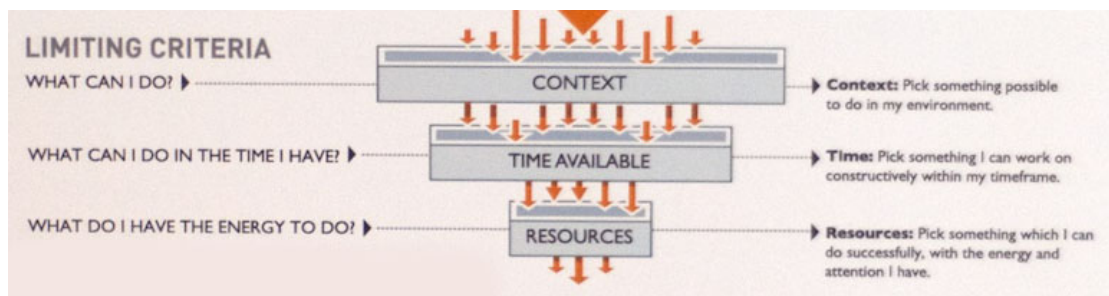 LIMITING CRITERIA
WHAT CAN I DO?
CONTEXT
Context: Pick something possible
to do in my environment.
WHAT CAN I DO IN THE TIME I HAVE?
TIME AVAILABLE
Time: Pick something I can work on
constructively within my timeframe.
WHAT DO I HAVE THE ENERGY TO DO?
RESOURCES
Resources: Pick something which I can
do successfully, with the energy and
attention I have.